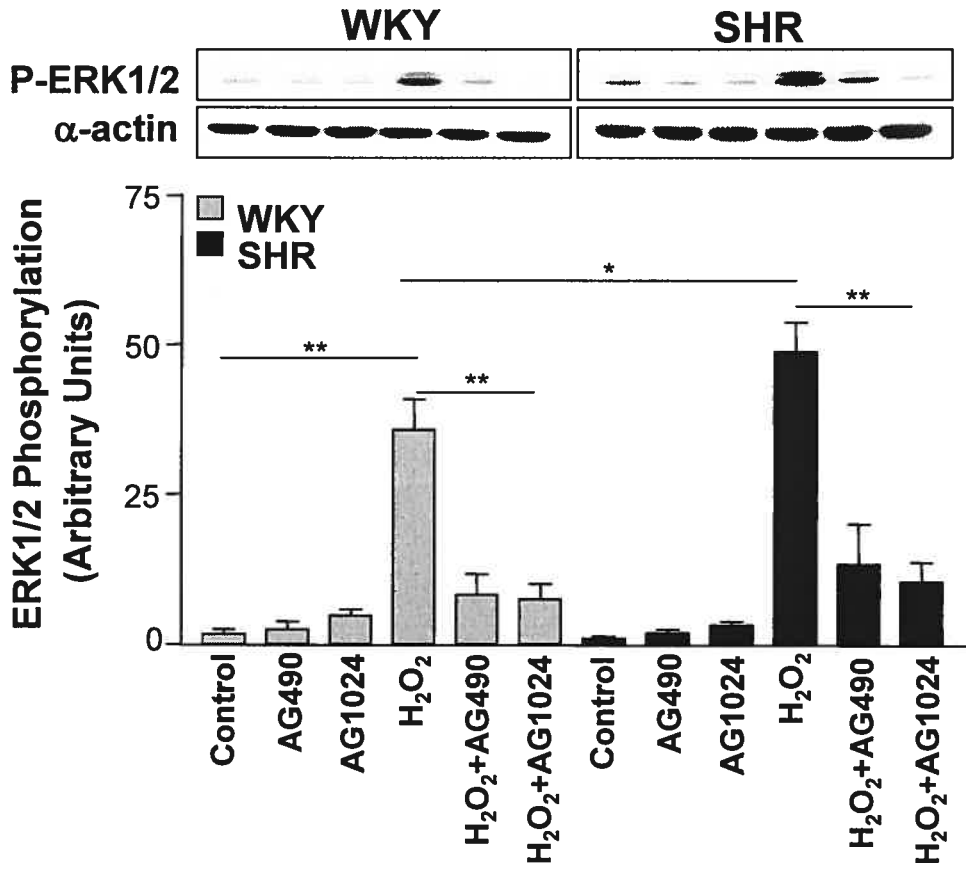 WKY SHR
P-ERK1/2
α-actin
ERK1/2 Phosphorylation
(Arbitrary Units)
75
50
25
0
WKY
SHR
*
**
**
**
Control
AG490
AG1024
H₂O₂
H₂O₂+AG490
H₂O₂+AG1024
Control
AG490
AG1024
H₂O₂
H₂O₂+AG490
H₂O₂+AG1024